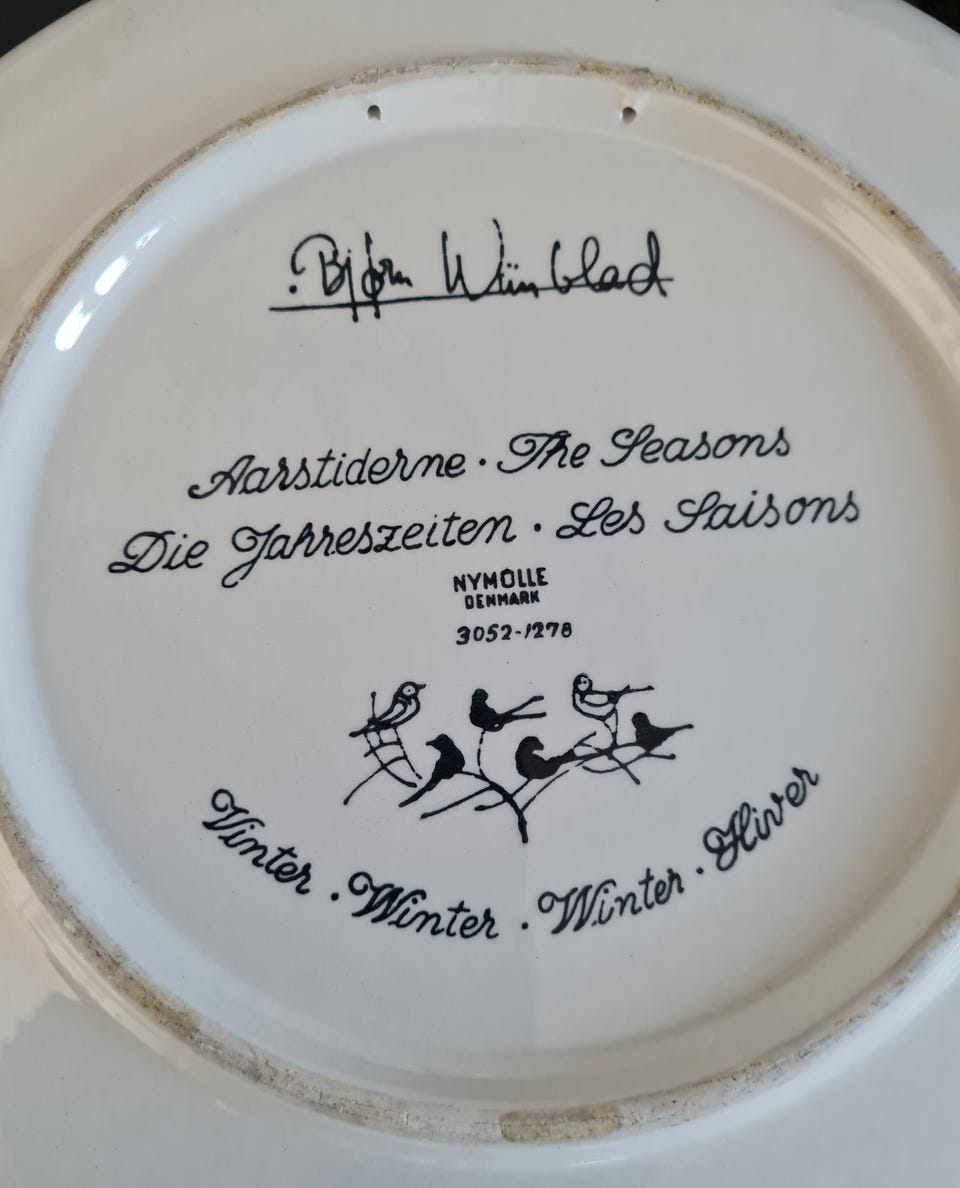 Bjørn Wiinblad
Aarstiderne · The Seasons
Die Jahreszeiten · Les Saisons
NYMØLLE
DENMARK
3052-1278
Vinter · Winter · Winter · Hiver